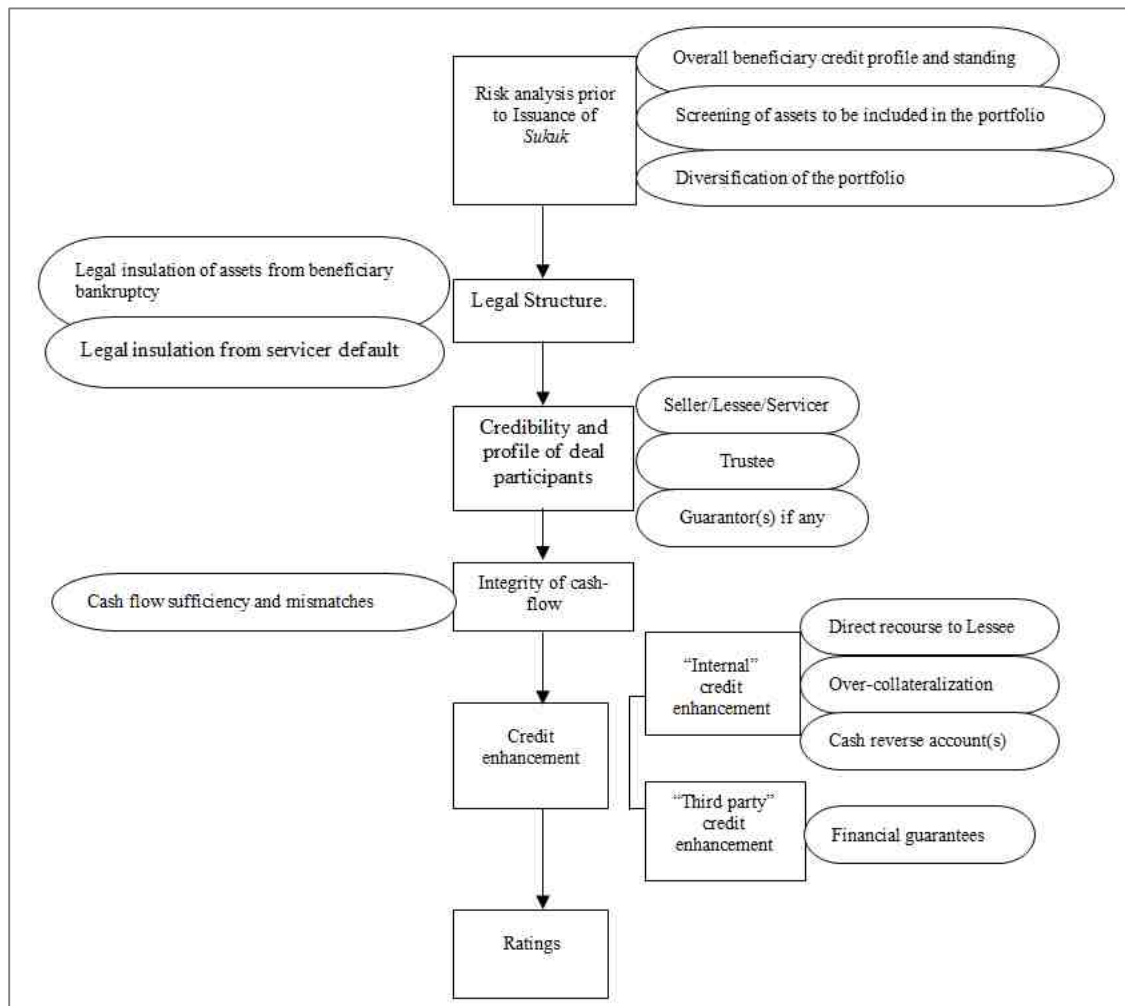 Overall beneficiary credit profile and standing
Risk analysis prior
to Issuance of
Sukuk
Screening of assets to be included in the portfolio
Diversification of the portfolio
Legal insulation of assets from beneficiary
bankruptcy
Legal Structure.
Legal insulation from servicer default
Seller/Lessee/Servicer
Credibility and
profile of deal
participants
Trustee
Guarantor(s) if any
Integrity of cash-
flow
Cash flow sufficiency and mismatches
Direct recourse to Lessee
“Internal”
credit
enhancement
Over-collateralization
Cash reverse account(s)
Credit
enhancement
“Third party”
credit
enhancement
Financial guarantees
Ratings